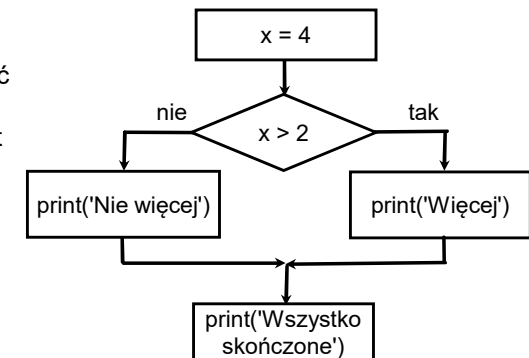 x = 4
ć
nie
tak
x > 2
t
print('Nie więcej')
print('Więcej')
print('Wszystko
skończone')